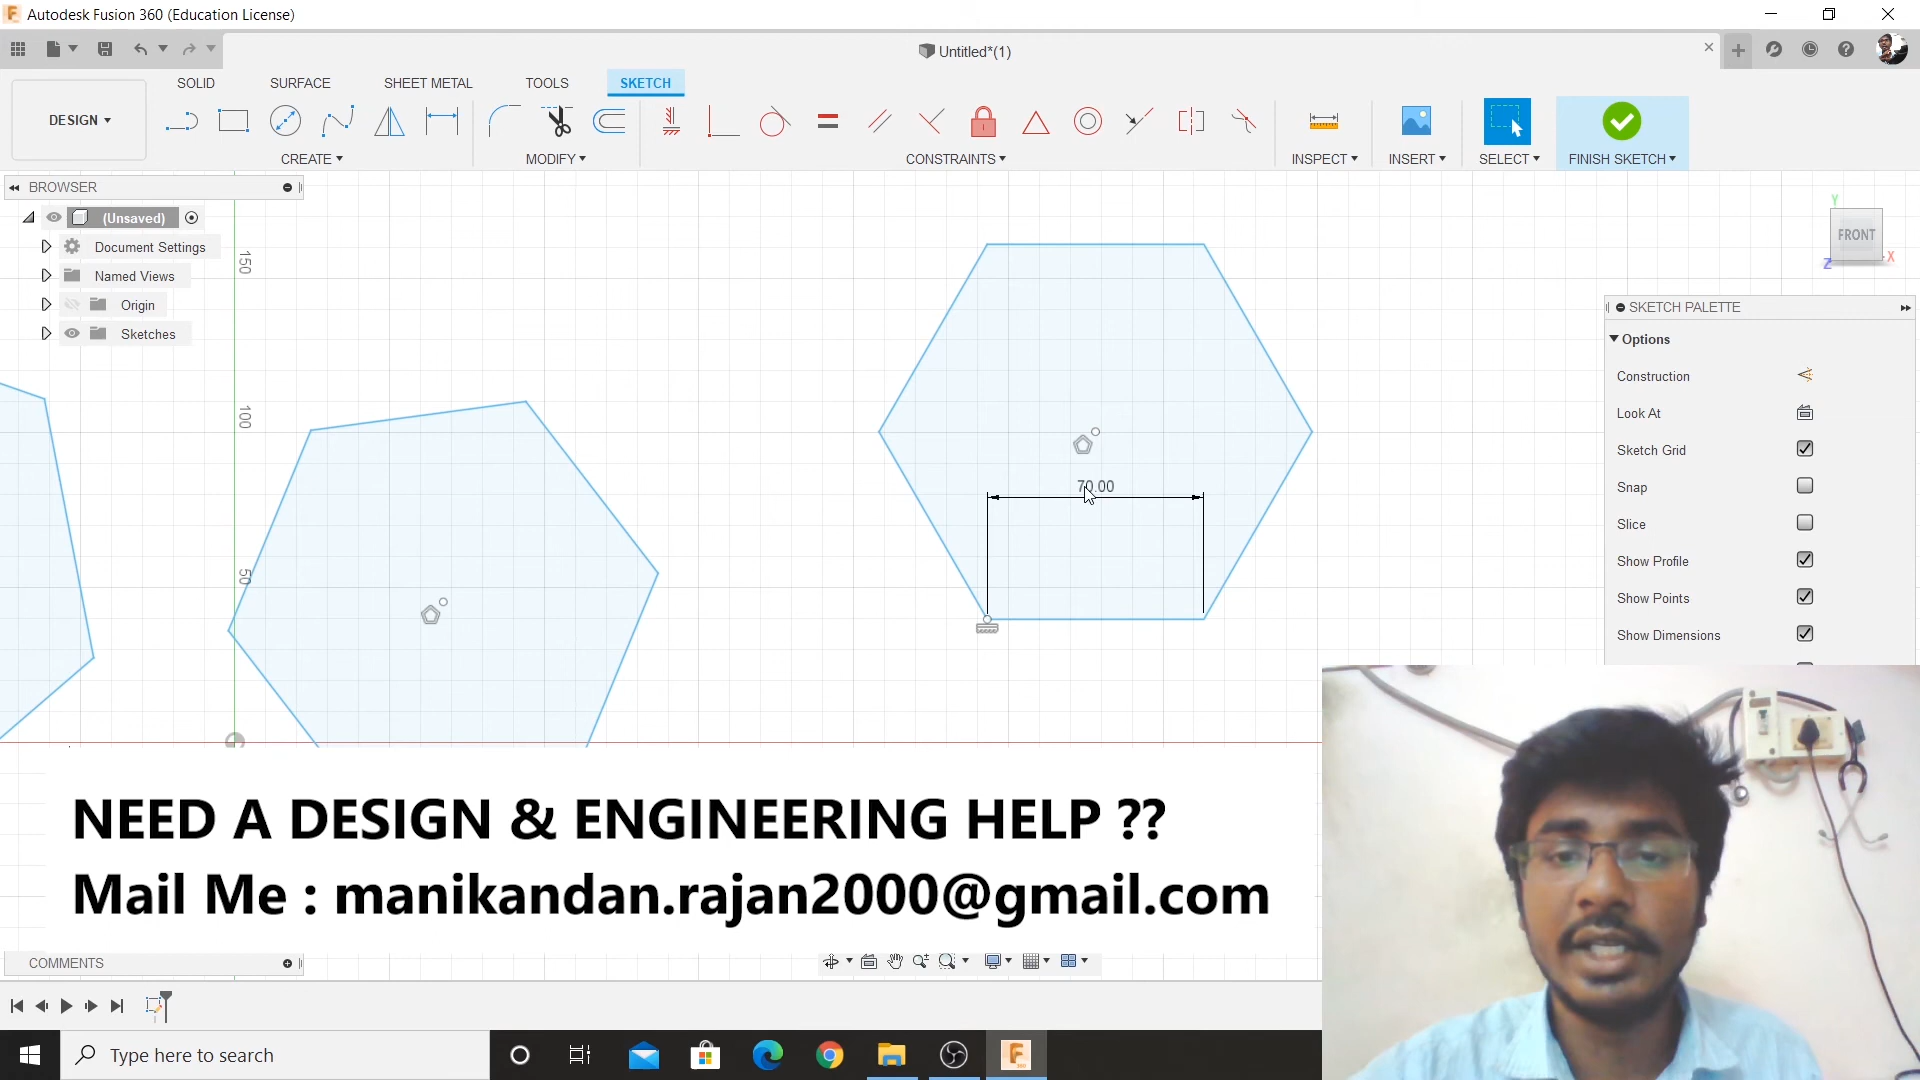 Autodesk Fusion 360 (Education License)
Untitled*(1)
SOLID
SURFACE
SHEET METAL
TOOLS
SKETCH
DESIGN
CREATE
MODIFY
CONSTRAINTS
INSPECT
INSERT
SELECT
FINISH SKETCH
BROWSER
(Unsaved)
Document Settings
Named Views
Origin
Sketches
150
100
50
70.00
Y
FRONT
X
Z
SKETCH PALETTE
Options
Construction
Look At
Sketch Grid
Snap
Slice
Show Profile
Show Points
Show Dimensions
NEED A DESIGN & ENGINEERING HELP ??
Mail Me : manikandan.rajan2000@gmail.com
COMMENTS
Type here to search